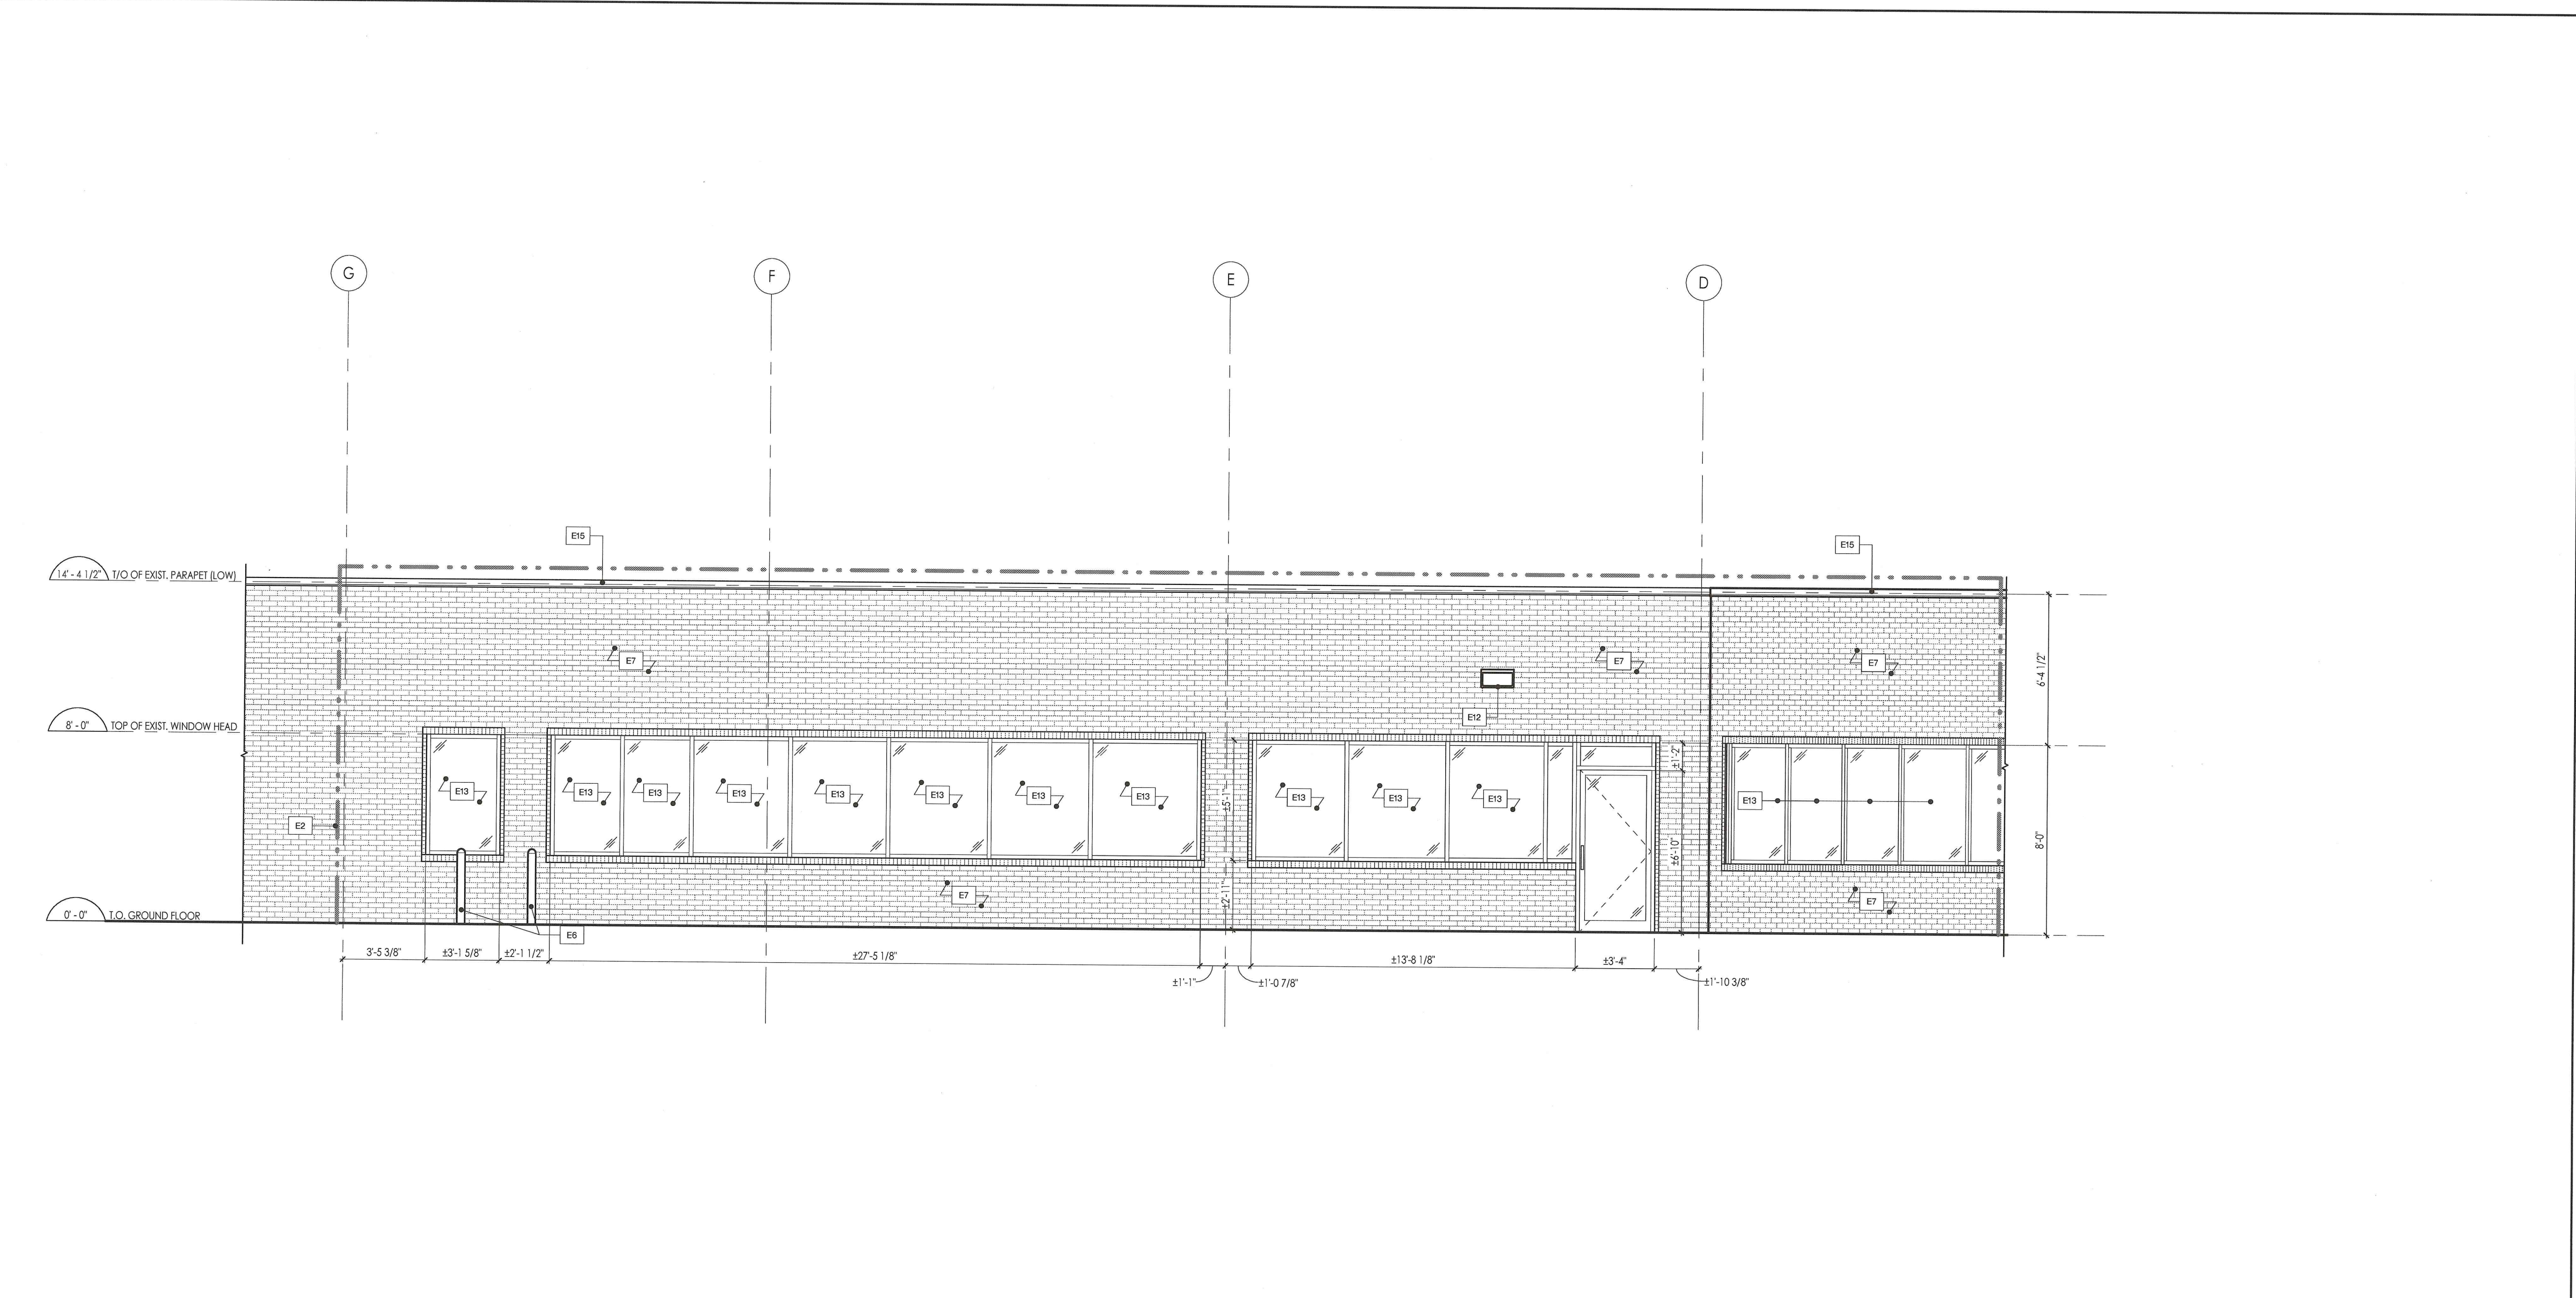 G
F
E
D
E15
E15
14' - 4 1/2" T/O OF EXIST. PARAPET (LOW)
E7
E7
E7
6'-4 1/2"
E12
8' - 0" TOP OF EXIST. WINDOW HEAD
±1'-2"
E13
E13
E13
E13
E13
E13
E13
E13
±5'-1"
E13
E13
E13
E13
E2
8'-0"
±6'-10"
E7
±2'-11"
E7
0' - 0" T.O. GROUND FLOOR
E6
3'-5 3/8"
±3'-1 5/8"
±2'-1 1/2"
±27'-5 1/8"
±13'-8 1/8"
±3'-4"
±1'-1"
±1'-0 7/8"
±1'-10 3/8"